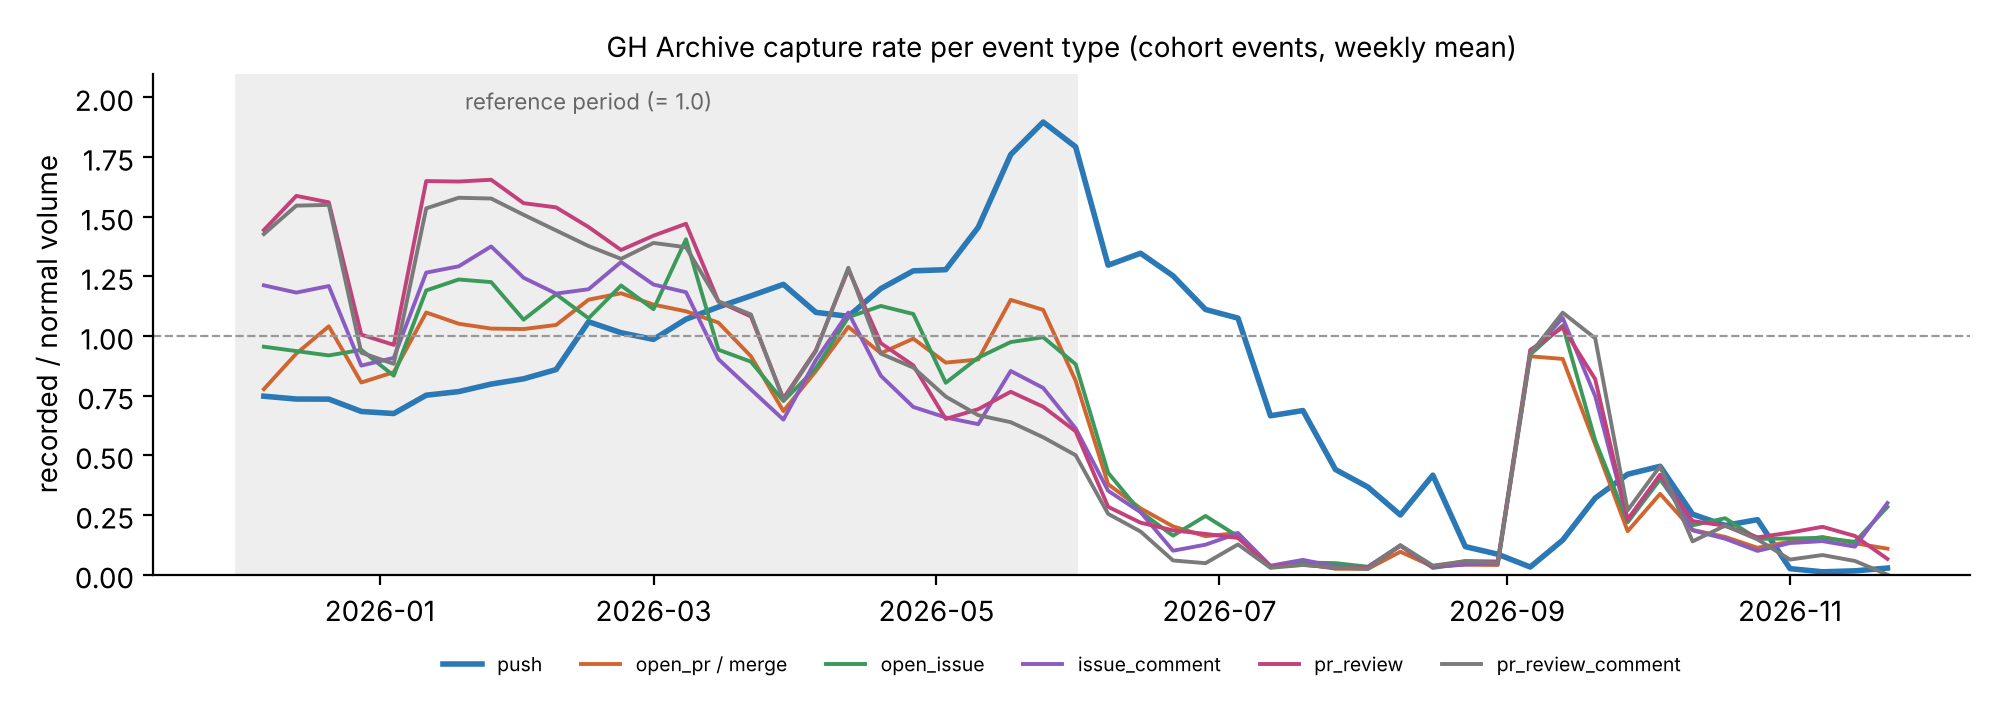 GH Archive capture rate per event type (cohort events, weekly mean)
reference period (= 1.0)
recorded / normal volume
2.00
1.75
1.50
1.25
1.00
0.75
0.50
0.25
0.00
2026-01 2026-03 2026-05 2026-07 2026-09 2026-11
push open_pr / merge open_issue issue_comment pr_review pr_review_comment